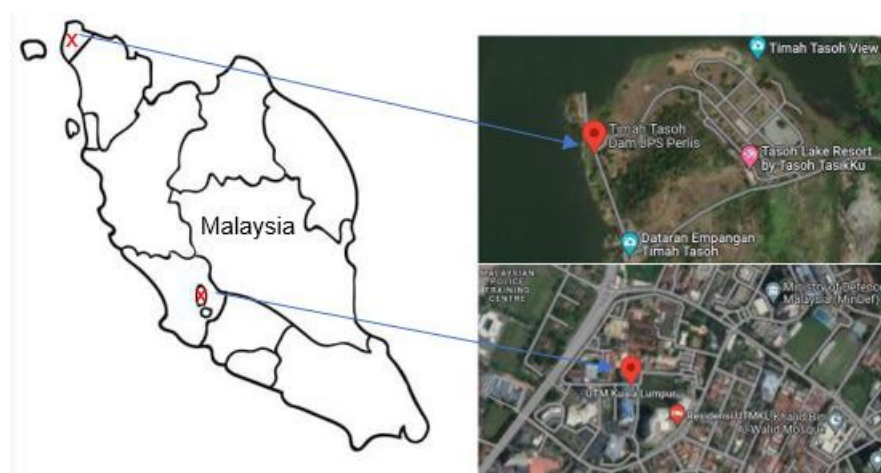 X
Malaysia
X
Timah Tasoh View
Timah Tasoh
Dam JPS Perlis
Tasoh Lake Resort
by Tasoh TasikKu
Dataran Empangan
Timah Tasoh
MALAYSIAN
POLICE
TRAINING
CENTRE
Ministry of Defence
Malaysia (MinDef)
UTM Kuala Lumpur
Residensi UTMKL
Khalid Bin
Al-Walid Mosque